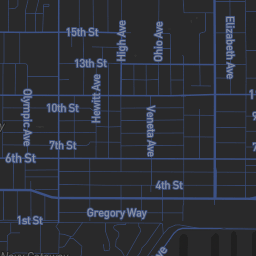 15th St
High Ave
Ohio Ave
Elizabeth Ave
13th St
Hewitt Ave
Olympic Ave
10th St
Veneta Ave
7th St
6th St
4th St
Gregory Way
1st St